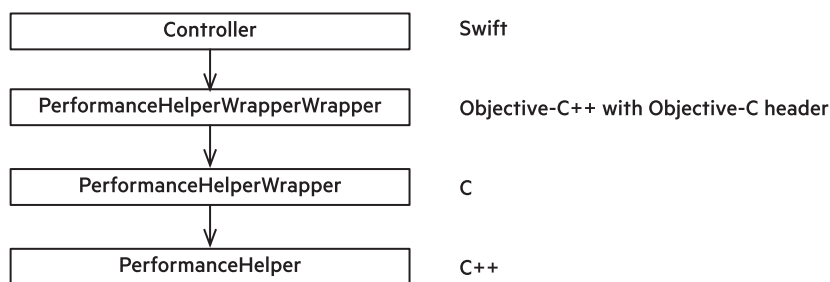 Controller Swift
PerformanceHelperWrapperWrapper Objective-C++ with Objective-C header
PerformanceHelperWrapper C
PerformanceHelper C++